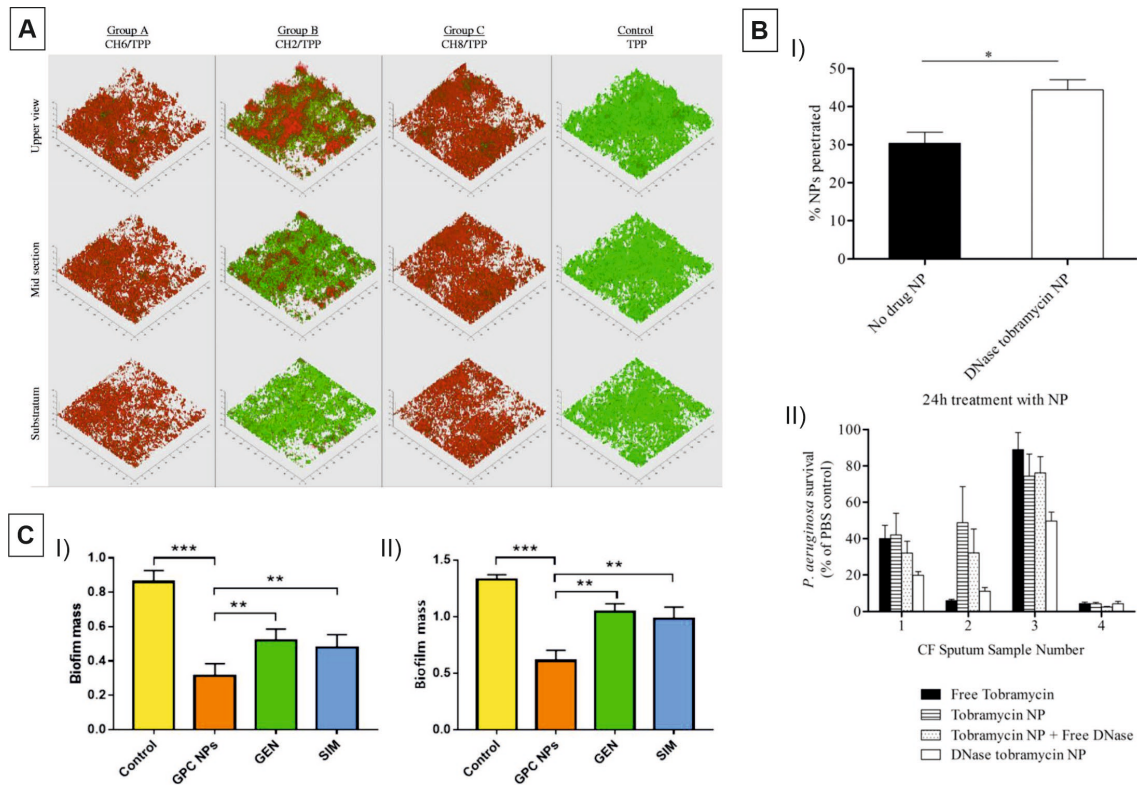 A
Group A
CH6/TPP
Group B
CH2/TPP
Group C
CH8/TPP
Control
TPP
Upper view
Mid section
Substratum
B
I)
*
50
40
30
20
10
0
% NPs penetrated
No drug NP
DNase tobramycin NP
24h treatment with NP
II)
100
80
60
40
20
0
P. aeruginosa survival
(% of PBS control)
1 2 3 4
CF Sputum Sample Number
Free Tobramycin
Tobramycin NP
Tobramycin NP + Free DNase
DNase tobramycin NP
C
I)
***
**
**
1.0
0.8
0.6
0.4
0.2
0.0
Biofim mass
Control
GPC NPs
GEN
SIM
II)
***
**
**
1.5
1.0
0.5
0.0
Biofilm mass
Control
GPC NPs
GEN
SIM